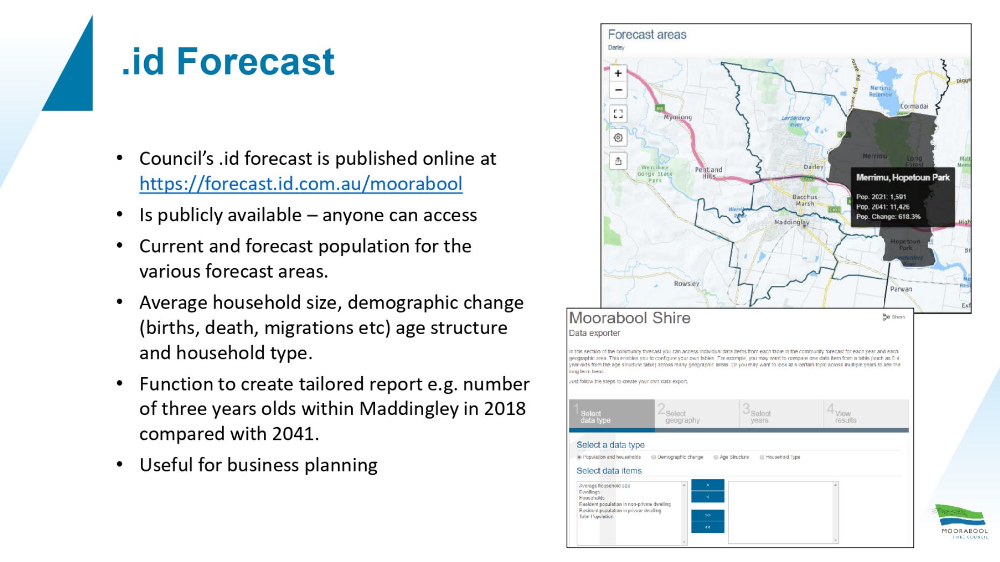 .id Forecast
• Council’s .id forecast is published online at
https://forecast.id.com.au/moorabool
• Is publicly available – anyone can access
• Current and forecast population for the
various forecast areas.
• Average household size, demographic change
(births, death, migrations etc) age structure
and household type.
• Function to create tailored report e.g. number
of three years olds within Maddingley in 2018
compared with 2041.
• Useful for business planning
Forecast areas
Darley
+
−
M8
Myrniong
Merrimu
Reservoir
Coimadai
Digge
Lerderderg
River
Merrimu
Long
Forest
Melt
Werribee
Gorge State
Park
Pentland
Hills
Darley
Merrimu, Hopetoun Park
Pop. 2021: 1,591
Pop. 2041: 11,426
Pop. Change: 618.3%
Bacchus
Marsh
Werribee
River
Maddingley
High
Hopetoun
Park
Lerderderg
River
Rowsley
Parwan
Exf
Moorabool Shire
Share
Data exporter
In this section of the community forecast you can access individual data items from each table in the community forecast for each year and each
geographic area. This enables you to configure your own tables. For example, you may want to compare one data item from a table (such as 0-4
year olds from the age structure table) across many geographic areas. Or you may want to look at a certain topic across multiple years to see the
long term trend.
Just follow the steps to create your own data export.
1 Select
data type
2 Select
geography
3 Select
years
4 View
results
Select a data type
Population and households Demographic change Age Structure Household Type
Select data items
Average household size
Dwellings
Households
Resident population in non-private dwelling
Resident population in private dwelling
Total Population
>
<
>>
<<
MOORABOOL
SHIRE COUNCIL